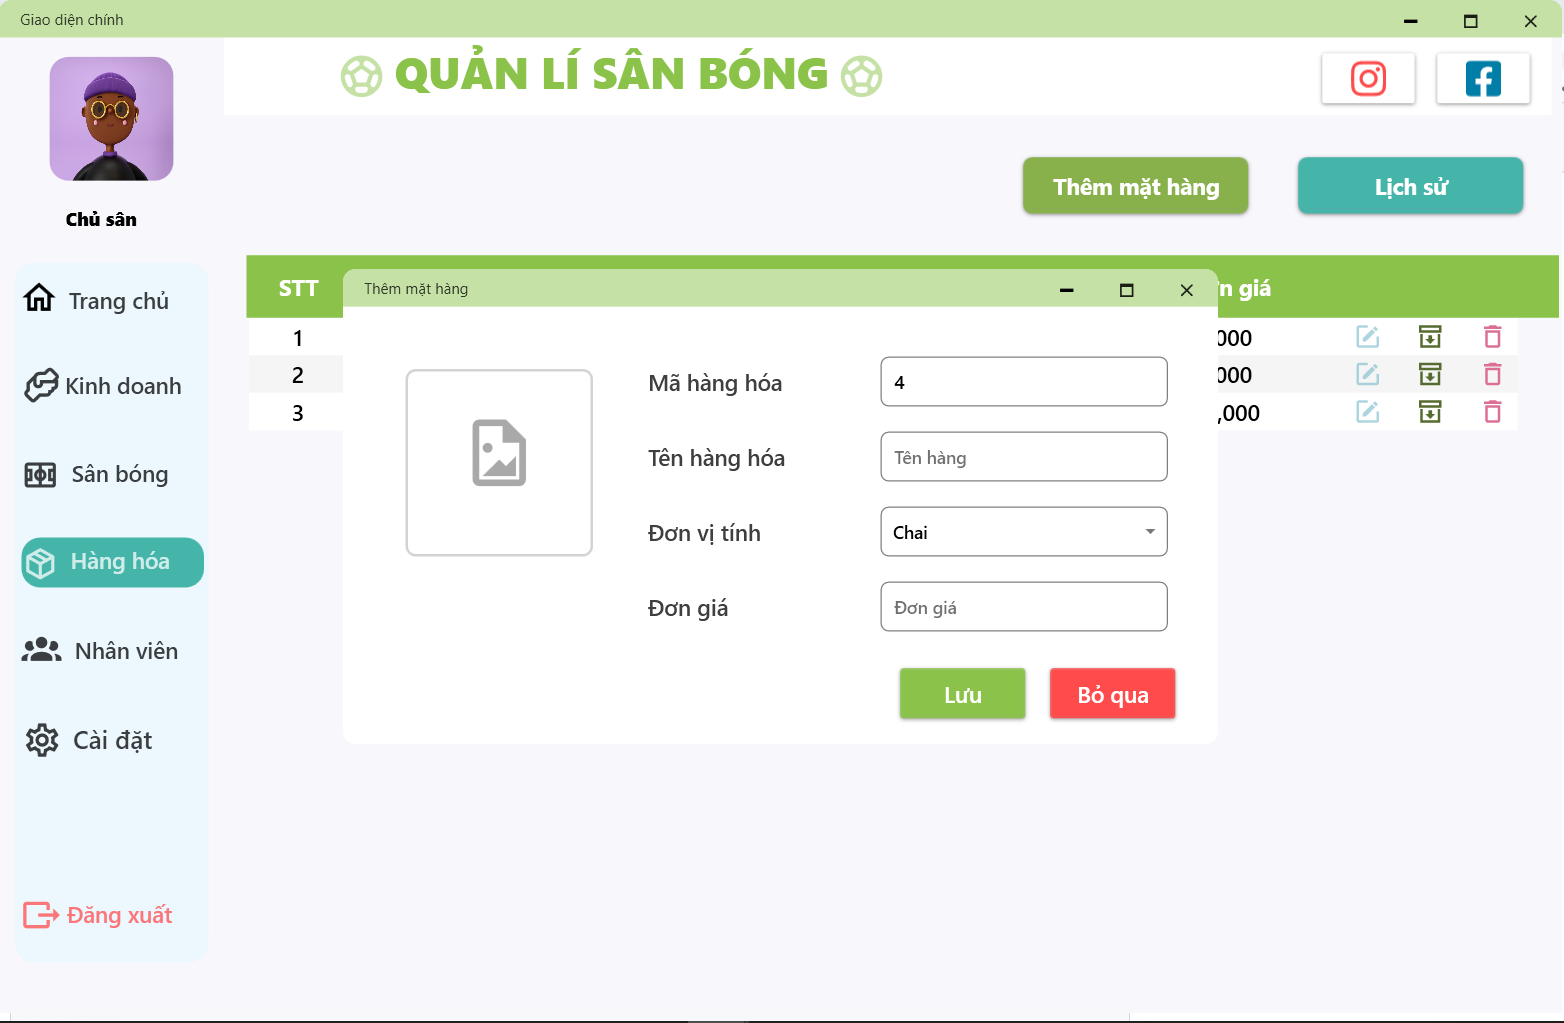 Giao diện chính
QUẢN LÍ SÂN BÓNG
Chủ sân
Thêm mặt hàng
Lịch sử
Trang chủ
Kinh doanh
Sân bóng
Hàng hóa
Nhân viên
Cài đặt
Đăng xuất
STT
giá
1
000
2
000
3
,000
Thêm mặt hàng
Mã hàng hóa
4
Tên hàng hóa
Tên hàng
Đơn vị tính
Chai
Đơn giá
Đơn giá
Lưu
Bỏ qua